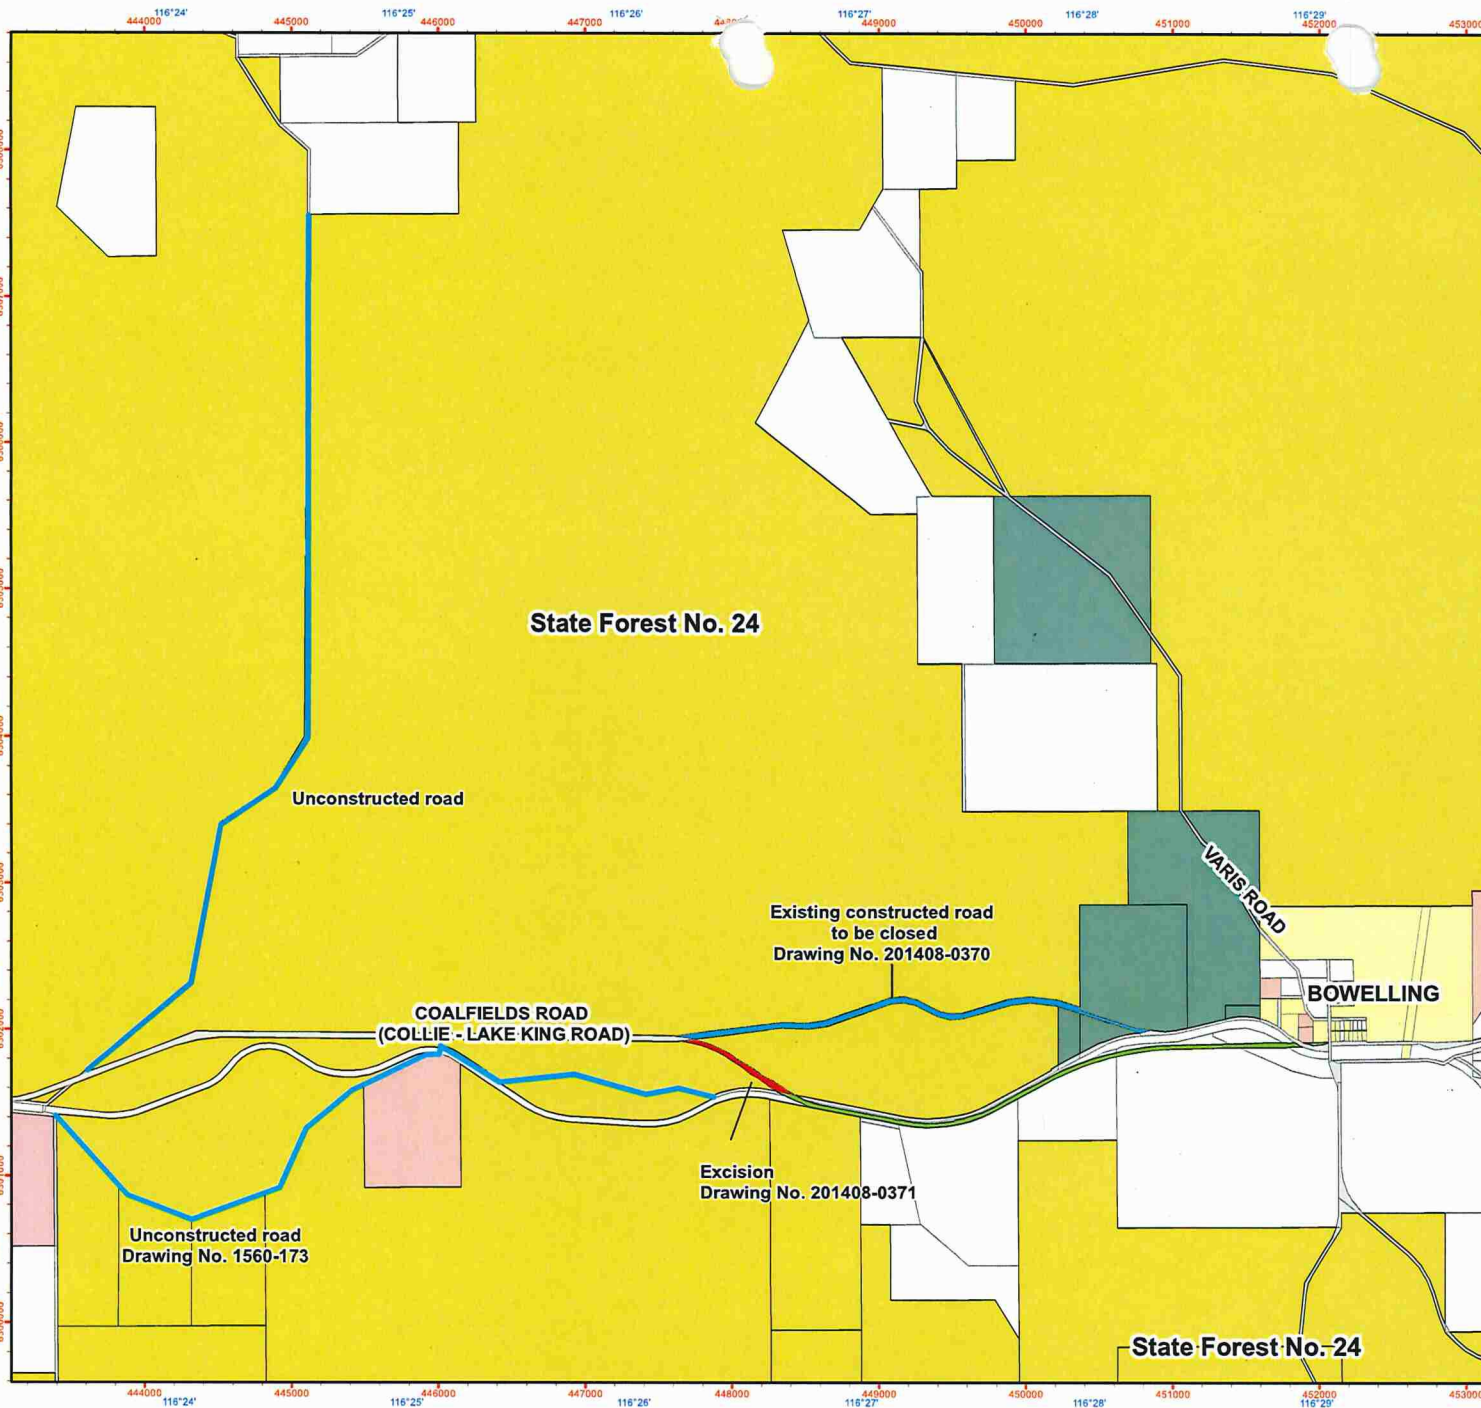 116°24' 116°25' 116°26' 116°27' 116°28' 116°29'
444000 445000 446000 447000 449000 450000 451000 452000 453000
State Forest No. 24
Unconstructed road
VARIS ROAD
Existing constructed road
to be closed
Drawing No. 201408-0370
BOWELLING
COALFIELDS ROAD
(COLLIE - LAKE KING ROAD)
Excision
Drawing No. 201408-0371
Unconstructed road
Drawing No. 1560-173
State Forest No. 24
444000 445000 446000 447000 448000 449000 450000 451000 452000 453000
116°24' 116°25' 116°26' 116°27' 116°28' 116°29'